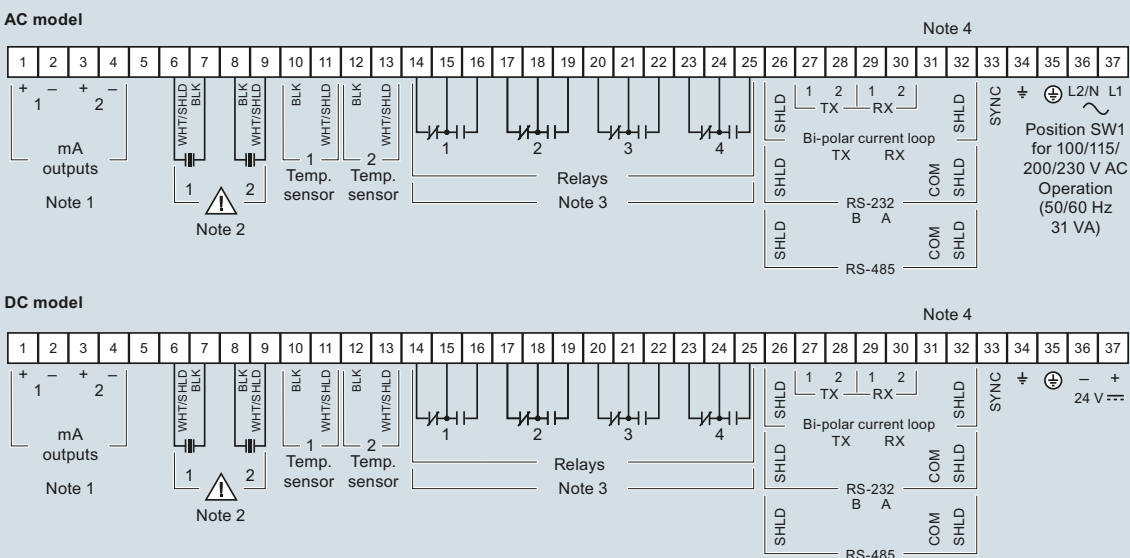 AC model
Note 4
1 2 3 4 5 6 7 8 9 10 11 12 13 14 15 16 17 18 19 20 21 22 23 24 25 26 27 28 29 30 31 32 33 34 35 36 37
+ – + –
1 2
mA
outputs
Note 1
WHT/SHLD
BLK
BLK
WHT/SHLD
1 2
Note 2
BLK
WHT/SHLD
1
Temp.
sensor
BLK
WHT/SHLD
2
Temp.
sensor
1 2 3 4
Relays
Note 3
SHLD
1 2 1 2
TX RX
SHLD
Bi-polar current loop
SHLD
TX RX
COM
SHLD
RS-232
SHLD
B A
COM
SHLD
RS-485
SYNC
L2/N L1
Position SW1
for 100/115/
200/230 V AC
Operation
(50/60 Hz
31 VA)
DC model
Note 4
1 2 3 4 5 6 7 8 9 10 11 12 13 14 15 16 17 18 19 20 21 22 23 24 25 26 27 28 29 30 31 32 33 34 35 36 37
+ – + –
1 2
mA
outputs
Note 1
WHT/SHLD
BLK
BLK
WHT/SHLD
1 2
Note 2
BLK
WHT/SHLD
1
Temp.
sensor
BLK
WHT/SHLD
2
Temp.
sensor
1 2 3 4
Relays
Note 3
SHLD
1 2 1 2
TX RX
SHLD
Bi-polar current loop
SHLD
TX RX
COM
SHLD
RS-232
SHLD
B A
COM
SHLD
RS-485
SYNC
– +
24 V